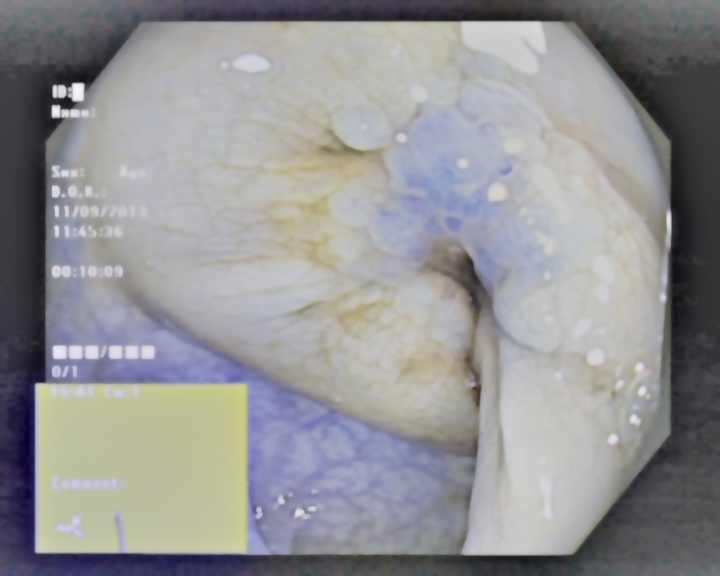 ID:
Name:
Sex: Age:
D.O.B.:
11/09/2013
11:45:36
00:10:09
/
0/1
Comment: